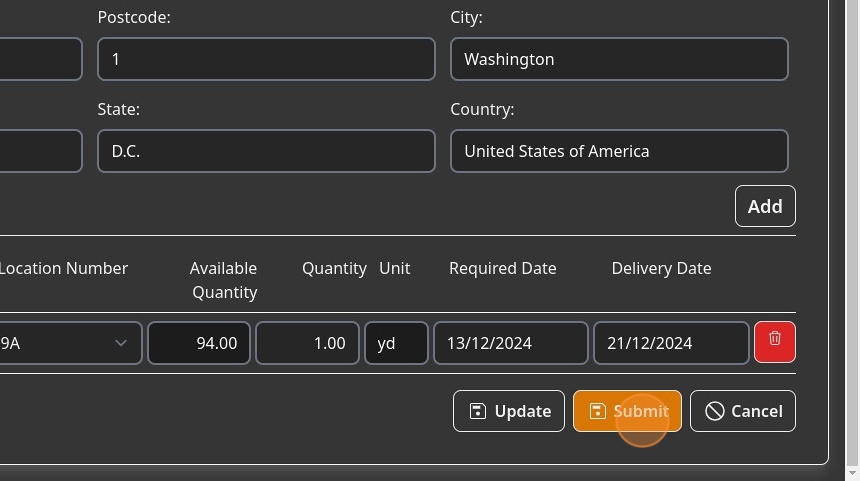 Postcode: City:
1 Washington
State: Country:
D.C. United States of America
Add
Location Number Available Quantity Quantity Unit Required Date Delivery Date
9A 94.00 1.00 yd 13/12/2024 21/12/2024
Update Submit Cancel